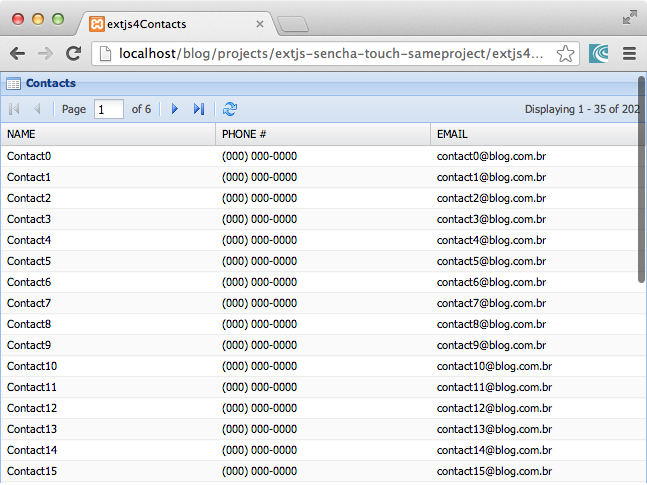 extjs4Contacts
localhost/blog/projects/extjs-sencha-touch-sameproject/extjs4...
Contacts
Page 1 of 6 Displaying 1 - 35 of 202
NAME PHONE # EMAIL
Contact0 (000) 000-0000 contact0@blog.com.br
Contact1 (000) 000-0000 contact1@blog.com.br
Contact2 (000) 000-0000 contact2@blog.com.br
Contact3 (000) 000-0000 contact3@blog.com.br
Contact4 (000) 000-0000 contact4@blog.com.br
Contact5 (000) 000-0000 contact5@blog.com.br
Contact6 (000) 000-0000 contact6@blog.com.br
Contact7 (000) 000-0000 contact7@blog.com.br
Contact8 (000) 000-0000 contact8@blog.com.br
Contact9 (000) 000-0000 contact9@blog.com.br
Contact10 (000) 000-0000 contact10@blog.com.br
Contact11 (000) 000-0000 contact11@blog.com.br
Contact12 (000) 000-0000 contact12@blog.com.br
Contact13 (000) 000-0000 contact13@blog.com.br
Contact14 (000) 000-0000 contact14@blog.com.br
Contact15 (000) 000-0000 contact15@blog.com.br